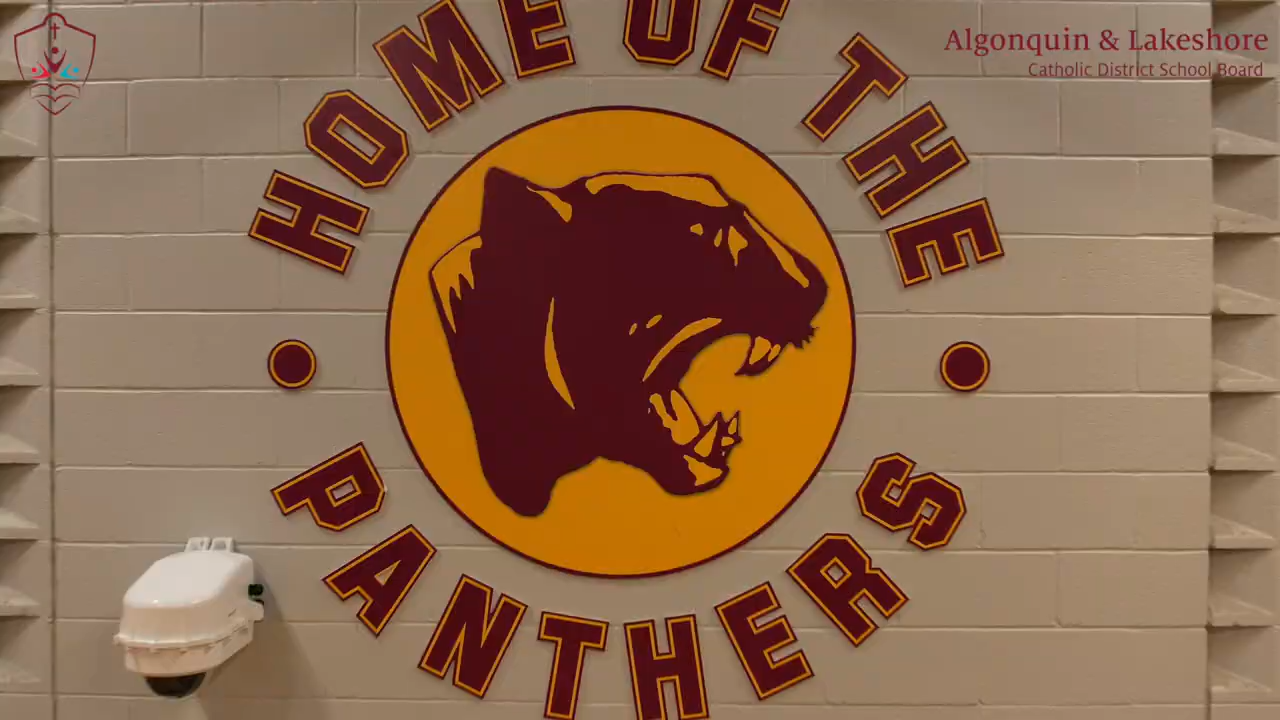 Algonquin & Lakeshore
Catholic District School Board
HOME OF THE
PANTHERS